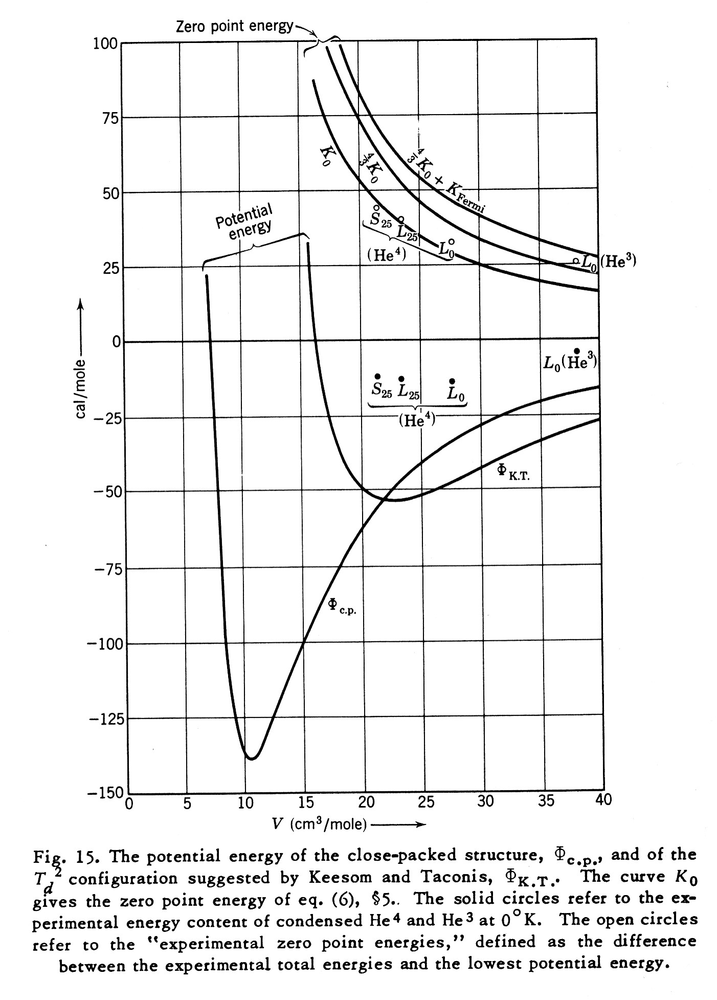 Zero point energy
100
75
50
25
0
−25
−50
−75
−100
−125
−150
cal/mole
K₀
4/3 K₀
4/3 K₀ + K Fermi
Potential
energy
S₂₅
L₂₅
L₀
(He⁴)
L₀ (He³)
L₀(He³)
S₂₅ L₂₅ L₀
(He⁴)
Φ K.T.
Φ c.p.
0 5 10 15 20 25 30 35 40
V (cm³/mole)
Fig. 15. The potential energy of the close-packed structure, Φc.p., and of the
T_d² configuration suggested by Keesom and Taconis, ΦK.T.. The curve K₀
gives the zero point energy of eq. (6), §5.. The solid circles refer to the ex-
perimental energy content of condensed He⁴ and He³ at 0° K. The open circles
refer to the “experimental zero point energies,” defined as the difference
between the experimental total energies and the lowest potential energy.